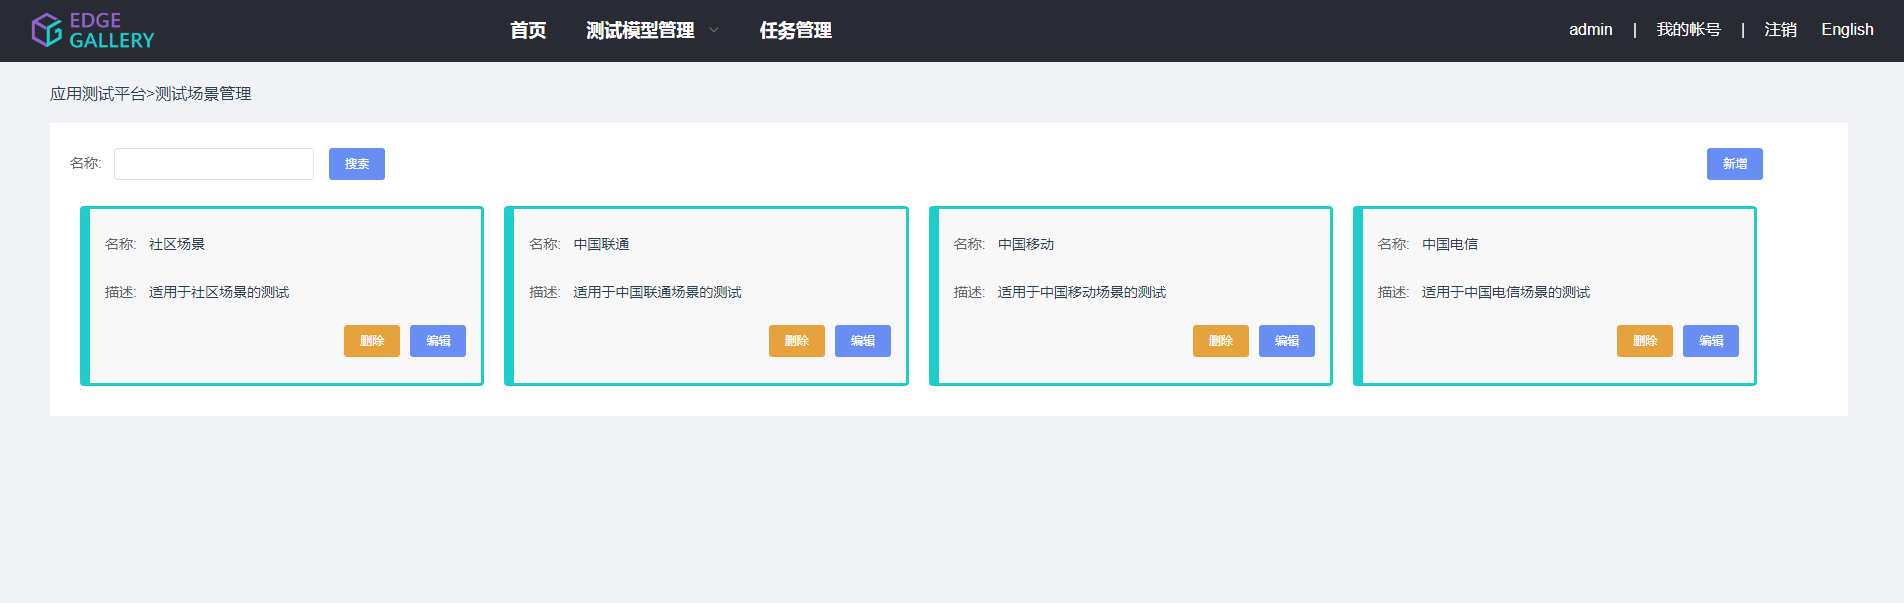 EDGE
GALLERY
首页 测试模型管理 任务管理 admin | 我的帐号 | 注销 English
应用测试平台>测试场景管理
名称: 搜索 新增
名称: 社区场景
描述: 适用于社区场景的测试
删除 编辑
名称: 中国联通
描述: 适用于中国联通场景的测试
删除 编辑
名称: 中国移动
描述: 适用于中国移动场景的测试
删除 编辑
名称: 中国电信
描述: 适用于中国电信场景的测试
删除 编辑